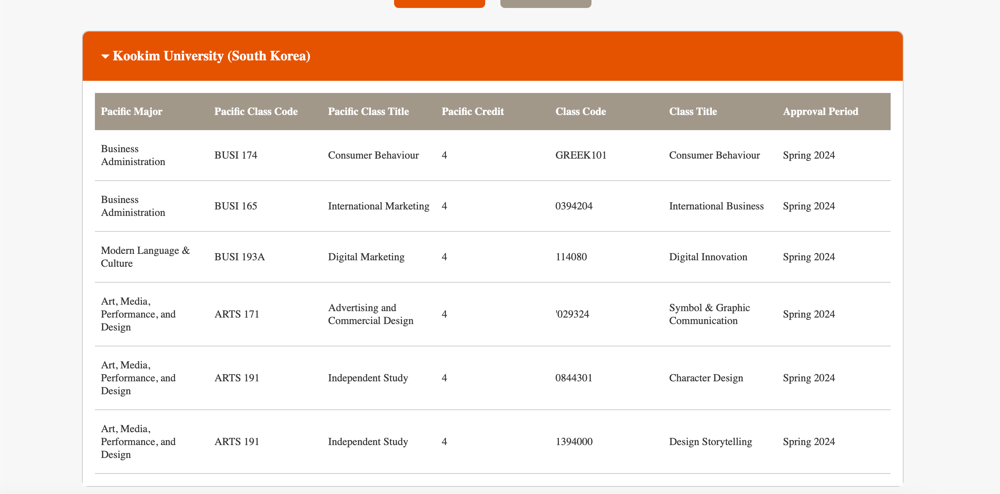 Kookim University (South Korea)
Pacific Major Pacific Class Code Pacific Class Title Pacific Credit Class Code Class Title Approval Period
Business
Administration
BUSI 174 Consumer Behaviour 4 GREEK101 Consumer Behaviour Spring 2024
Business
Administration
BUSI 165 International Marketing 4 0394204 International Business Spring 2024
Modern Language &
Culture
BUSI 193A Digital Marketing 4 114080 Digital Innovation Spring 2024
Art, Media,
Performance, and
Design
ARTS 171
Advertising and
Commercial Design
4 '029324
Symbol & Graphic
Communication
Spring 2024
Art, Media,
Performance, and
Design
ARTS 191 Independent Study 4 0844301 Character Design Spring 2024
Art, Media,
Performance, and
Design
ARTS 191 Independent Study 4 1394000 Design Storytelling Spring 2024